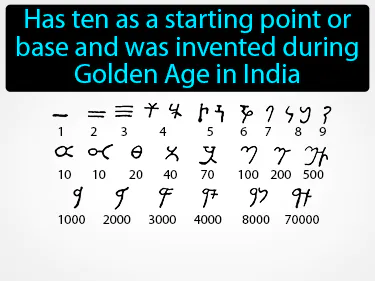 Has ten as a starting point or
base and was invented during
Golden Age in India
1 2 3 4 5 6 7 8 9
10 10 20 40 70 100 200 500
1000 2000 3000 4000 8000 70000